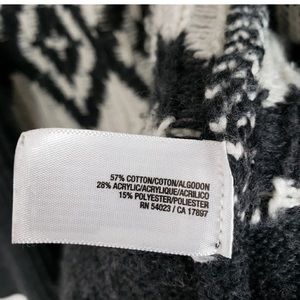 57% COTTON/COTON/ALGODON
28% ACRYLIC/ACRYLIQUE/ACRILICO
15% POLYESTER/POLIESTER
RN 54023 / CA 17897